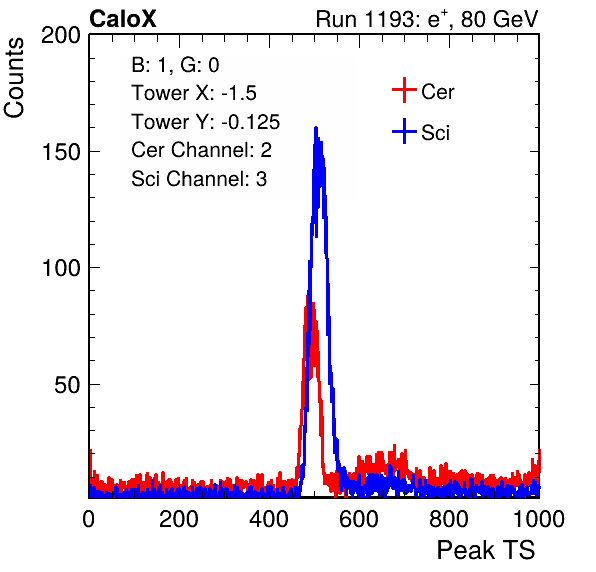 CaloX Run 1193: e⁺, 80 GeV
Counts
200
150
100
50
B: 1, G: 0
Tower X: -1.5
Tower Y: -0.125
Cer Channel: 2
Sci Channel: 3
Cer
Sci
0 200 400 600 800 1000
Peak TS